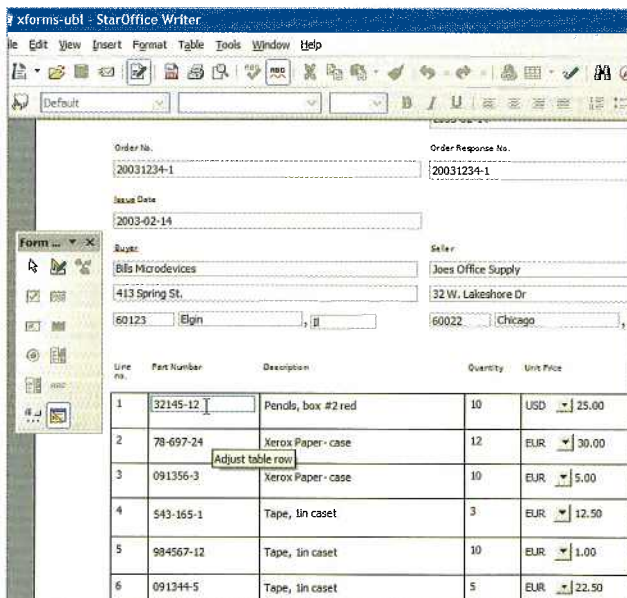 xforms-ubl - StarOffice Writer
ile Edit View Insert Format Table Tools Window Help
Default B I U
Order No. Order Response No.
20031234-1 20031234-1
Issue Date
2003-02-14
Form ...
Buyer Seller
Bills Microdevices Joes Office Supply
413 Spring St. 32 W. Lakeshore Dr
60123 Elgin , Il 60022 Chicago ,
Line no. Part Number Description Quantity Unit Price
1 32145-12 Pencils, box #2 red 10 USD 25.00
2 78-697-24 Xerox Paper- case 12 EUR 30.00
Adjust table row
3 091356-3 Xerox Paper- case 10 EUR 5.00
4 543-165-1 Tape, 1in caset 3 EUR 12.50
5 984567-12 Tape, 1in caset 10 EUR 1.00
6 091344-5 Tape, 1in caset 5 EUR 22.50